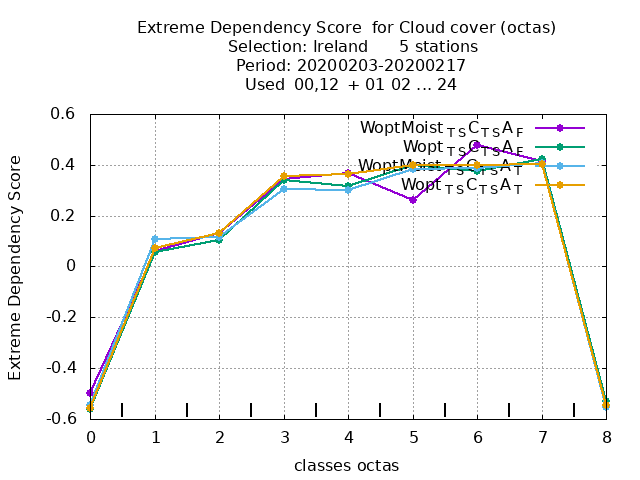 Extreme Dependency Score for Cloud cover (octas)
Selection: Ireland 5 stations
Period: 20200203-20200217
Used 00,12 + 01 02 ... 24
0.6
0.4
0.2
0
-0.2
-0.4
-0.6
Extreme Dependency Score
WoptMoist TS C TS A F
Wopt TS C TS A F
WoptMoist TS C TS A T
Wopt TS C TS A T
0 1 2 3 4 5 6 7 8
classes octas